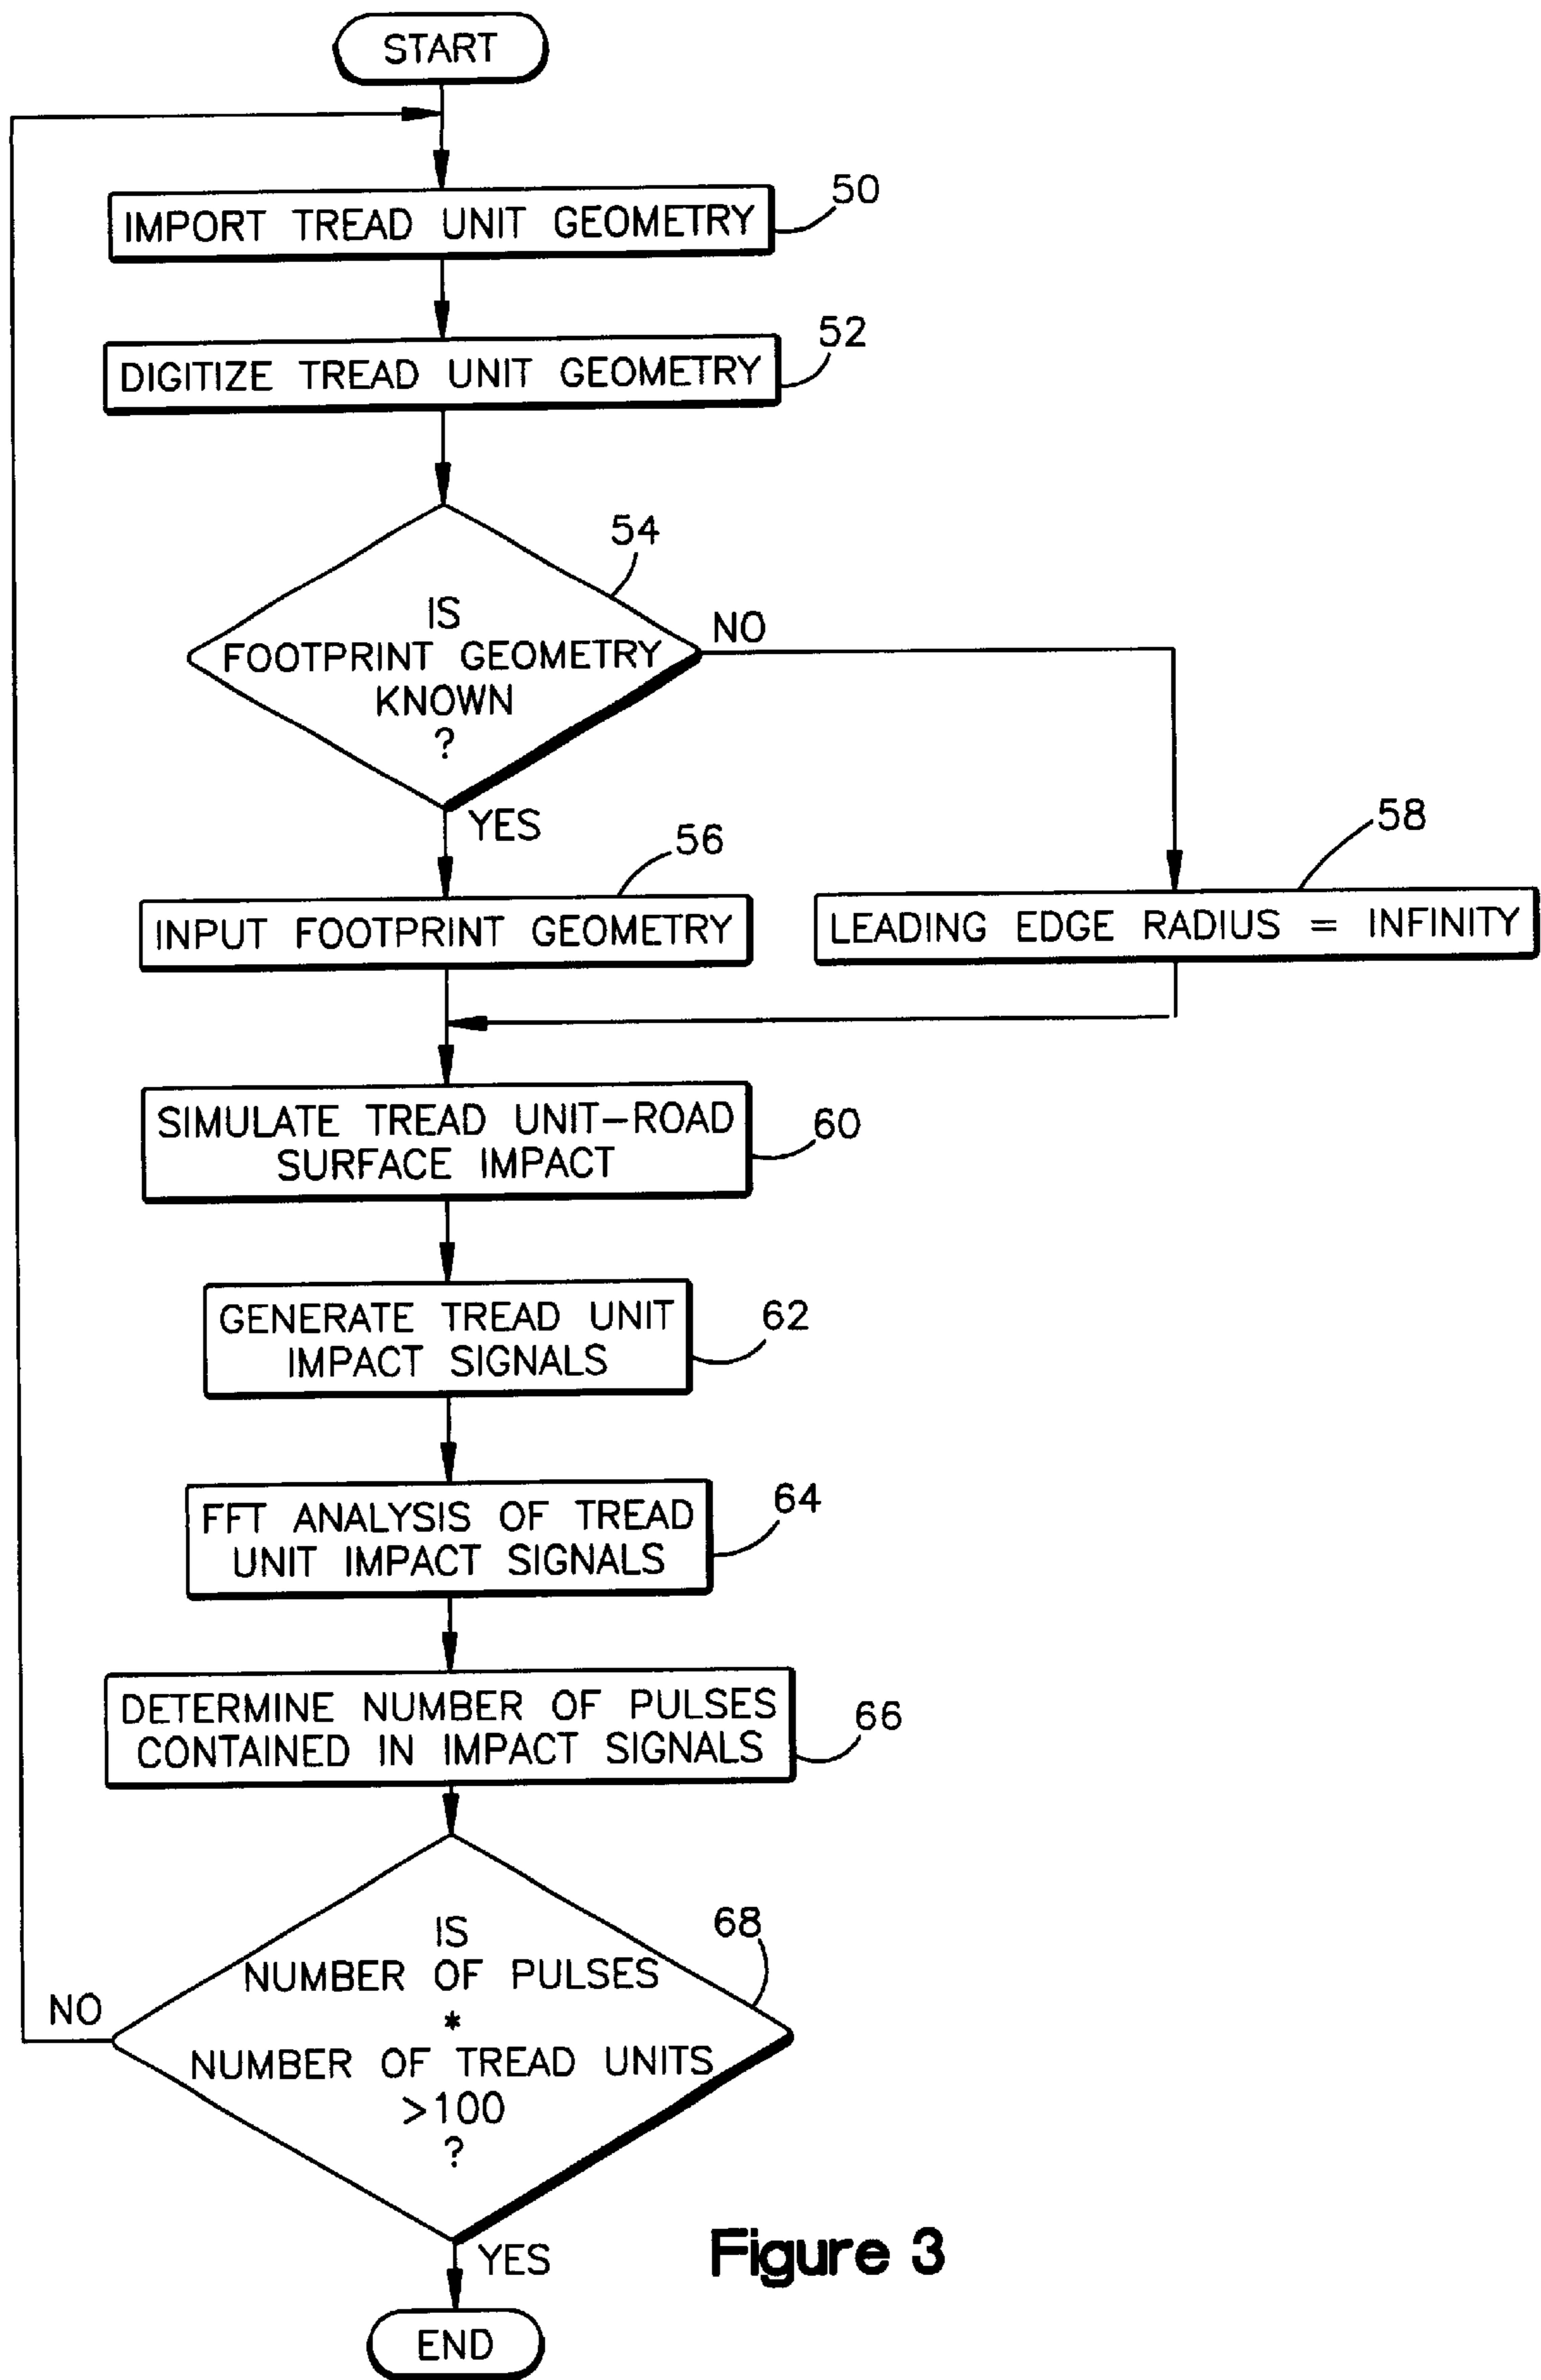 START
IMPORT TREAD UNIT GEOMETRY
50
DIGITIZE TREAD UNIT GEOMETRY
52
54
IS
FOOTPRINT GEOMETRY
KNOWN
?
NO
YES
56
58
INPUT FOOTPRINT GEOMETRY
LEADING EDGE RADIUS = INFINITY
SIMULATE TREAD UNIT-ROAD
SURFACE IMPACT
60
GENERATE TREAD UNIT
IMPACT SIGNALS
62
FFT ANALYSIS OF TREAD
UNIT IMPACT SIGNALS
64
DETERMINE NUMBER OF PULSES
CONTAINED IN IMPACT SIGNALS
66
68
IS
NUMBER OF PULSES
*
NUMBER OF TREAD UNITS
>100
?
NO
YES
END
Figure 3